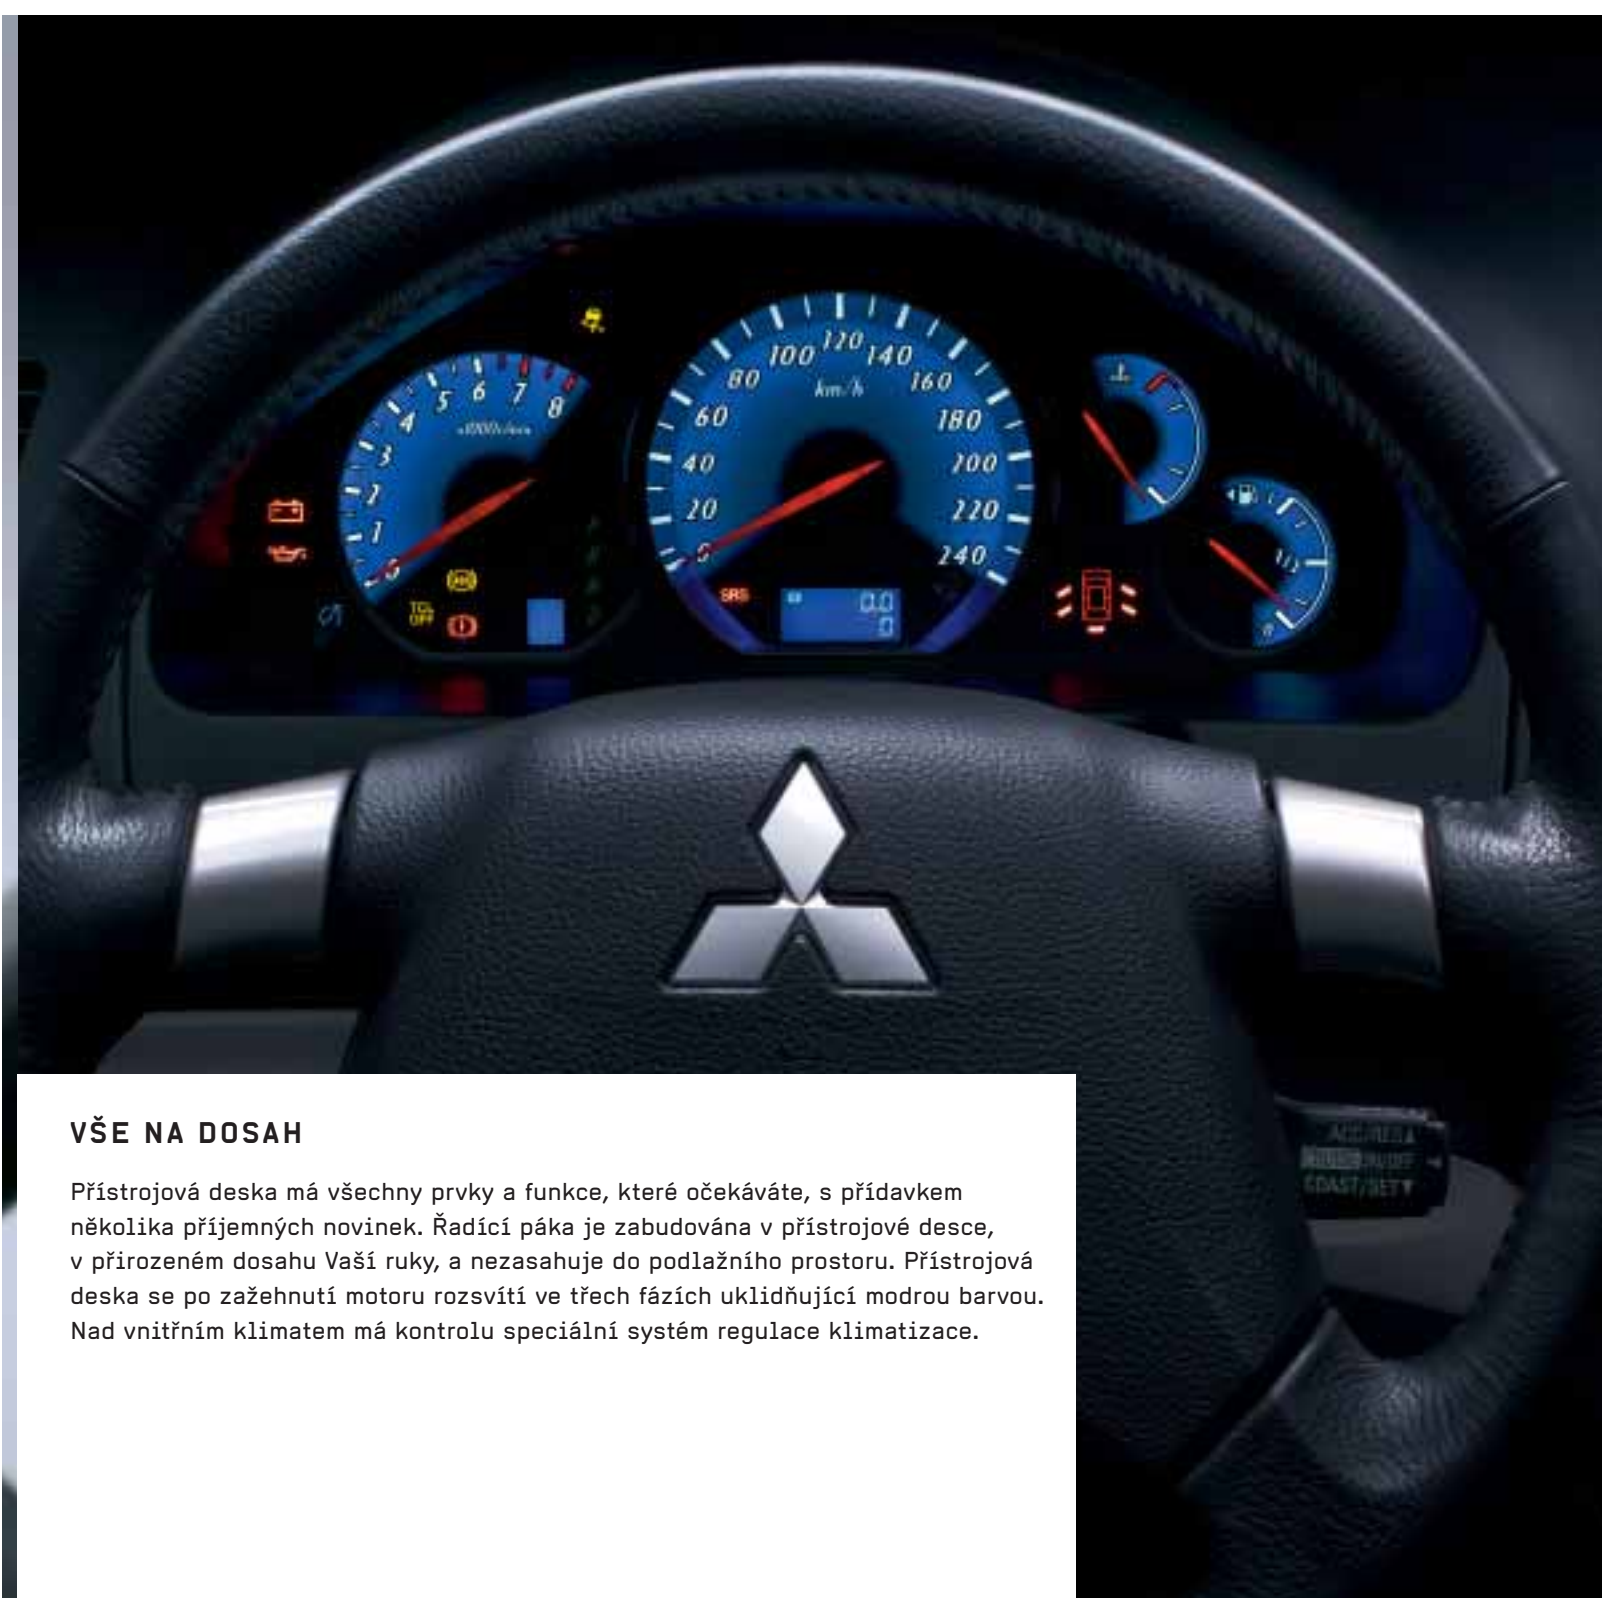 120
100 140
80 km/h 160
60 180
40 200
20 220
0 240
5 6 7 8
4
3
2
1
0
TCL
OFF
SRS
0.0
0
1/2
COAST/SET▼
VŠE NA DOSAH
Přístrojová deska má všechny prvky a funkce, které očekáváte, s přídavkem
několika příjemných novinek. Řadící páka je zabudována v přístrojové desce,
v přirozeném dosahu Vaší ruky, a nezasahuje do podlažního prostoru. Přístrojová
deska se po zažehnutí motoru rozsvítí ve třech fázích uklidňující modrou barvou.
Nad vnitřním klimatem má kontrolu speciální systém regulace klimatizace.